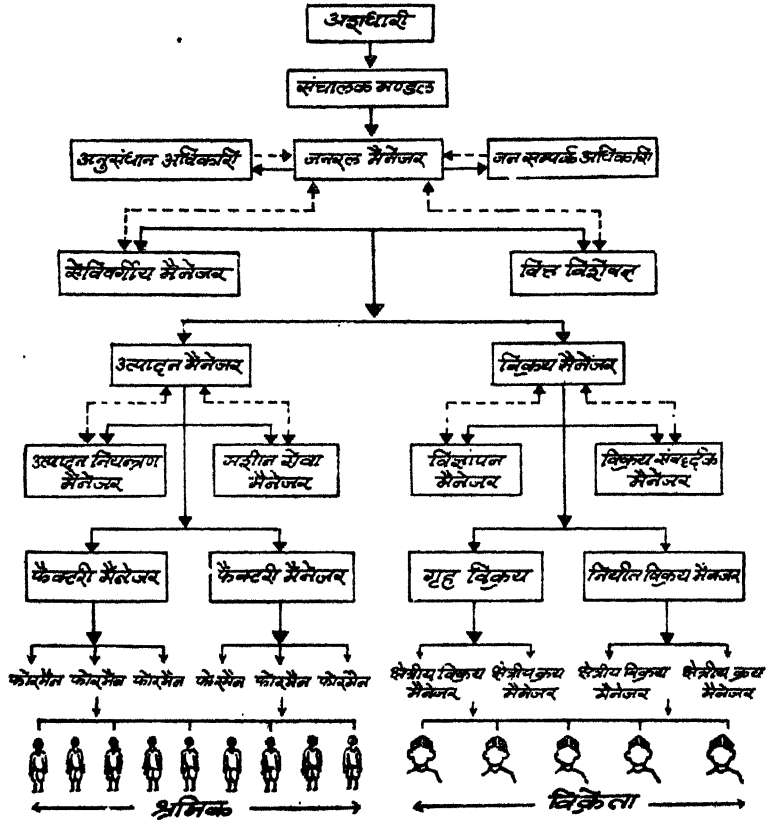 अंशधारी
संचालक मण्डल
अनुसंधान अधिकारी जनरल मैनेजर जन सम्पर्क अधिकारी
सेविवर्गीय मैनेजर वित्त विशेषज्ञ
उत्पादन मैनेजर विक्रय मैनेजर
उत्पादन नियन्त्रण मशीन सेवा विज्ञापन विक्रय संवर्द्धक
मैनेजर मैनेजर मैनेजर मैनेजर
फैक्टरी मैनेजर फैक्टरी मैनेजर गृह विक्रय निर्यात विक्रय मैनेजर
फोरमैन फोरमैन फोरमैन फोरमैन फोरमैन फोरमैन क्षेत्रीय विक्रय क्षेत्रीय क्रय क्षेत्रीय विक्रय क्षेत्रीय क्रय
मैनेजर मैनेजर मैनेजर मैनेजर
श्रमिक विक्रेता